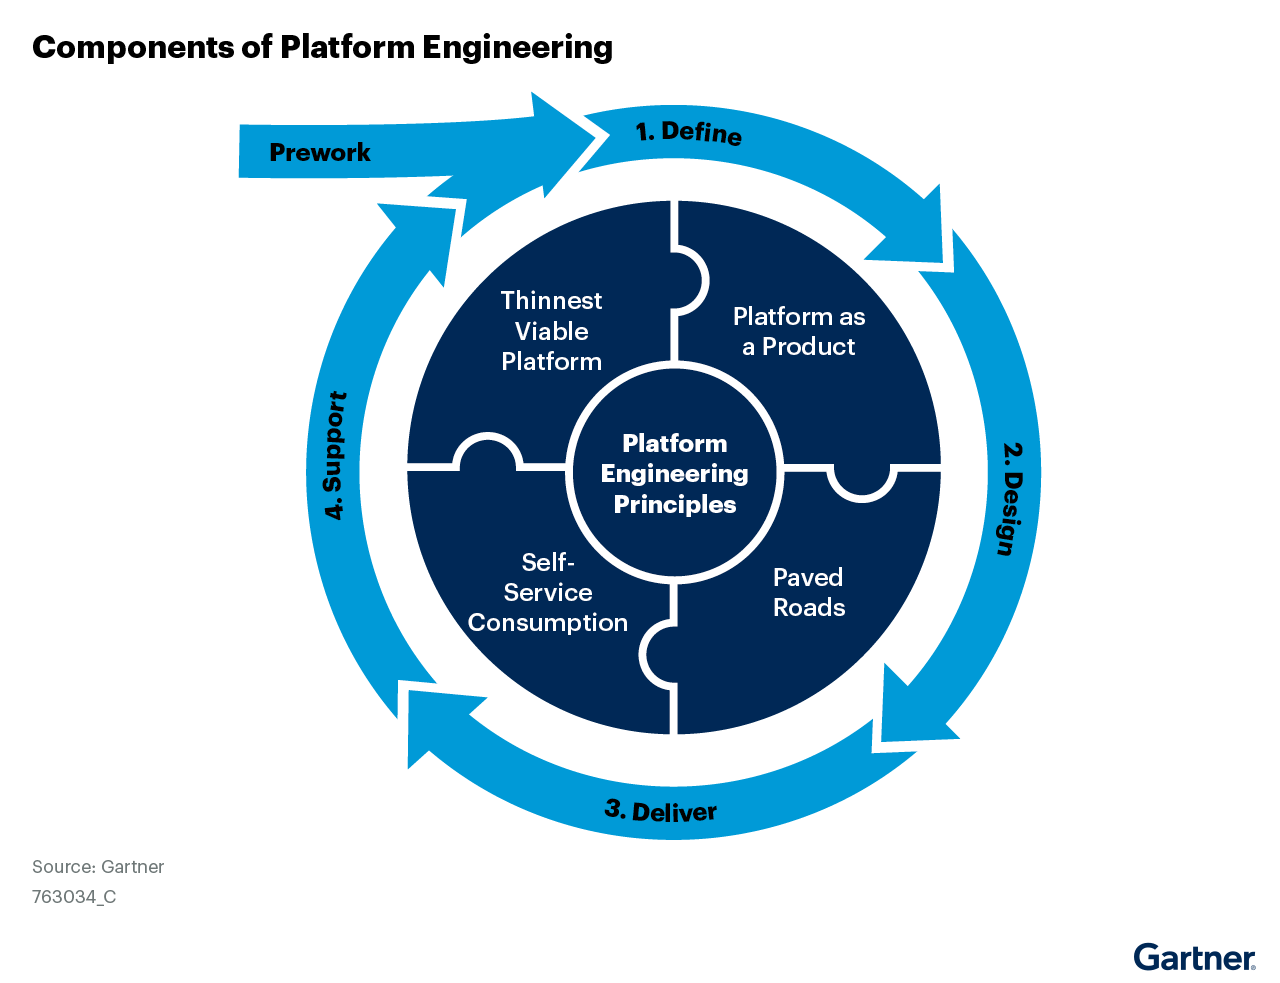 Components of Platform Engineering
Prework
1. Define
Thinnest
Viable
Platform
Platform as
a Product
Platform
Engineering
Principles
4. Support
2. Design
Self-
Service
Consumption
Paved
Roads
3. Deliver
Source: Gartner
763034_C
Gartner®